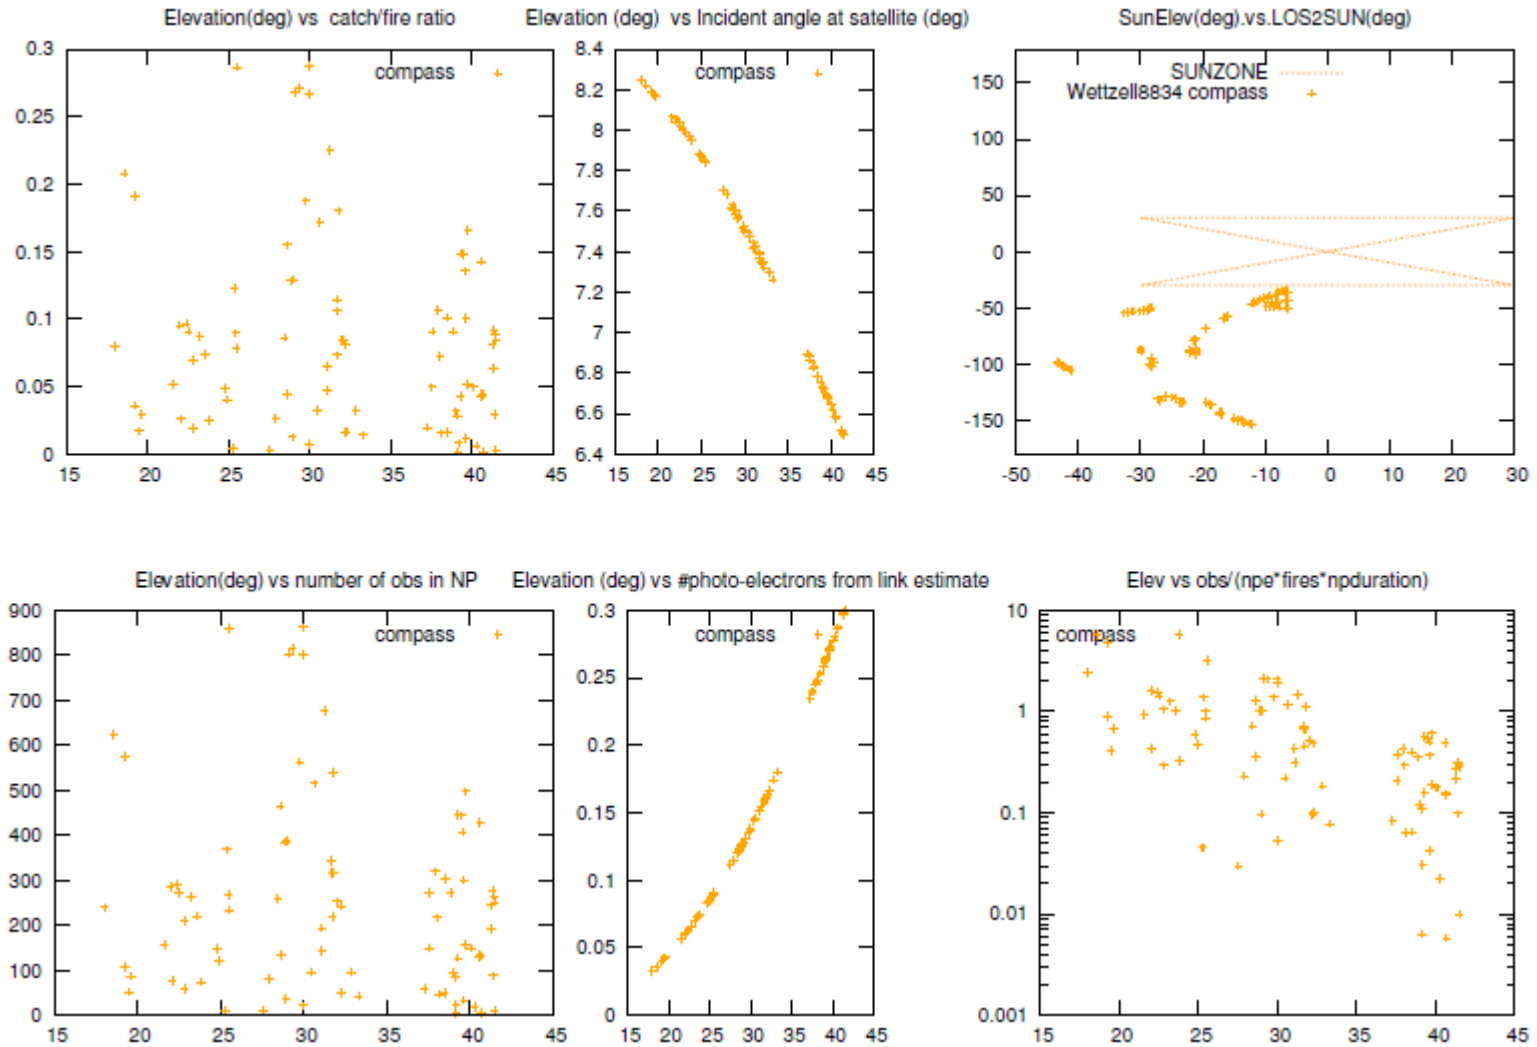 Elevation(deg) vs catch/fire ratio
0.3
0.25
0.2
0.15
0.1
0.05
0
compass
15 20 25 30 35 40 45
Elevation (deg) vs Incident angle at satellite (deg)
8.4
8.2
8
7.8
7.6
7.4
7.2
7
6.8
6.6
6.4
compass
15 20 25 30 35 40 45
SunElev(deg).vs.LOS2SUN(deg)
150
100
50
0
-50
-100
-150
SUNZONE
Wettzell8834 compass
-50 -40 -30 -20 -10 0 10 20 30
Elevation(deg) vs number of obs in NP
900
800
700
600
500
400
300
200
100
0
compass
15 20 25 30 35 40 45
Elevation (deg) vs #photo-electrons from link estimate
0.3
0.25
0.2
0.15
0.1
0.05
0
compass
15 20 25 30 35 40 45
Elev vs obs/(npe*fires*npduration)
10
1
0.1
0.01
0.001
compass
15 20 25 30 35 40 45